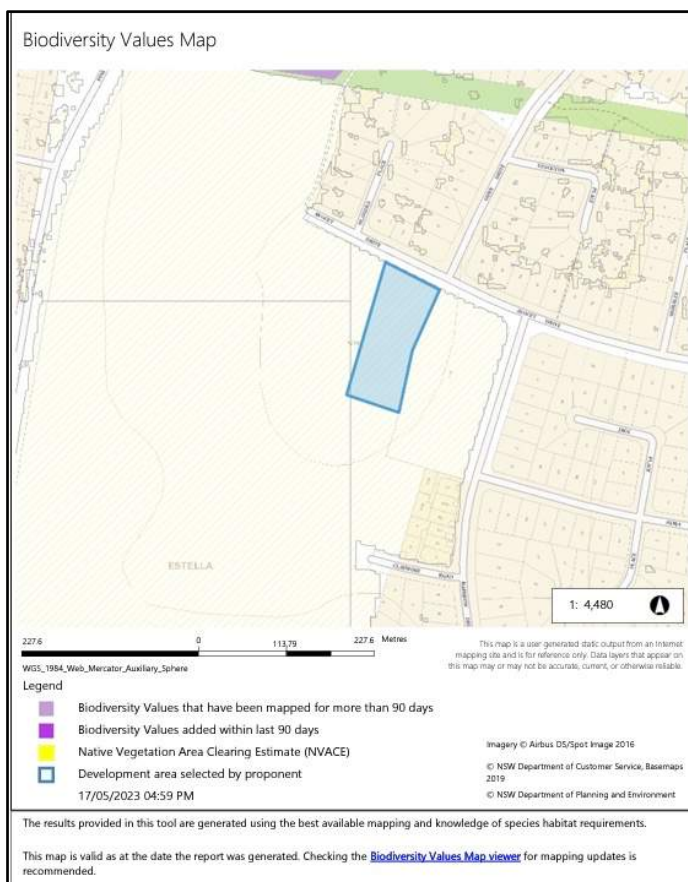 Biodiversity Values Map
ESTELLA
1: 4,480
227.6 0 113.79 227.6 Metres
WGS_1984_Web_Mercator_Auxiliary_Sphere
This map is a user generated static output from an Internet
mapping site and is for reference only. Data layers that appear on
this map may or may not be accurate, current, or otherwise reliable.
Legend
Biodiversity Values that have been mapped for more than 90 days
Biodiversity Values added within last 90 days
Native Vegetation Area Clearing Estimate (NVACE)
Development area selected by proponent
17/05/2023 04:59 PM
Imagery © Airbus DS/Spot Image 2016
© NSW Department of Customer Service, Basemaps
2019
© NSW Department of Planning and Environment
The results provided in this tool are generated using the best available mapping and knowledge of species habitat requirements.
This map is valid as at the date the report was generated. Checking the Biodiversity Values Map viewer for mapping updates is
recommended.